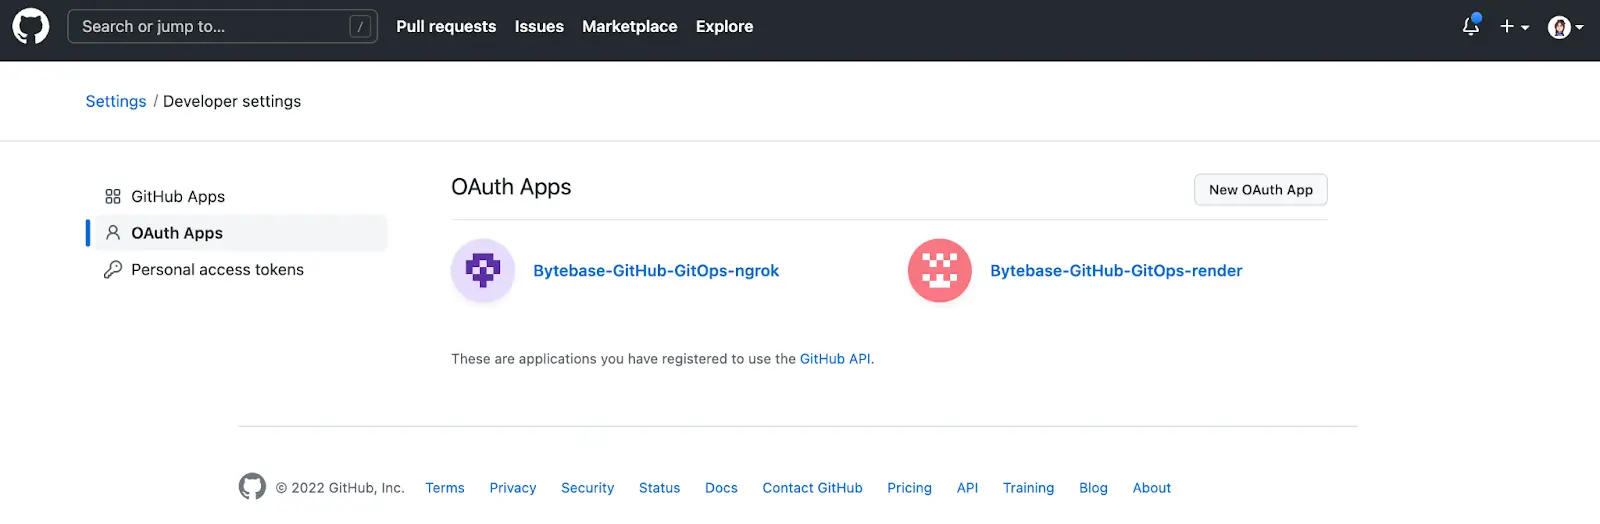 Search or jump to... /
Pull requests Issues Marketplace Explore
Settings / Developer settings
GitHub Apps
OAuth Apps
Personal access tokens
OAuth Apps
New OAuth App
Bytebase-GitHub-GitOps-ngrok
Bytebase-GitHub-GitOps-render
These are applications you have registered to use the GitHub API.
© 2022 GitHub, Inc. Terms Privacy Security Status Docs Contact GitHub Pricing API Training Blog About